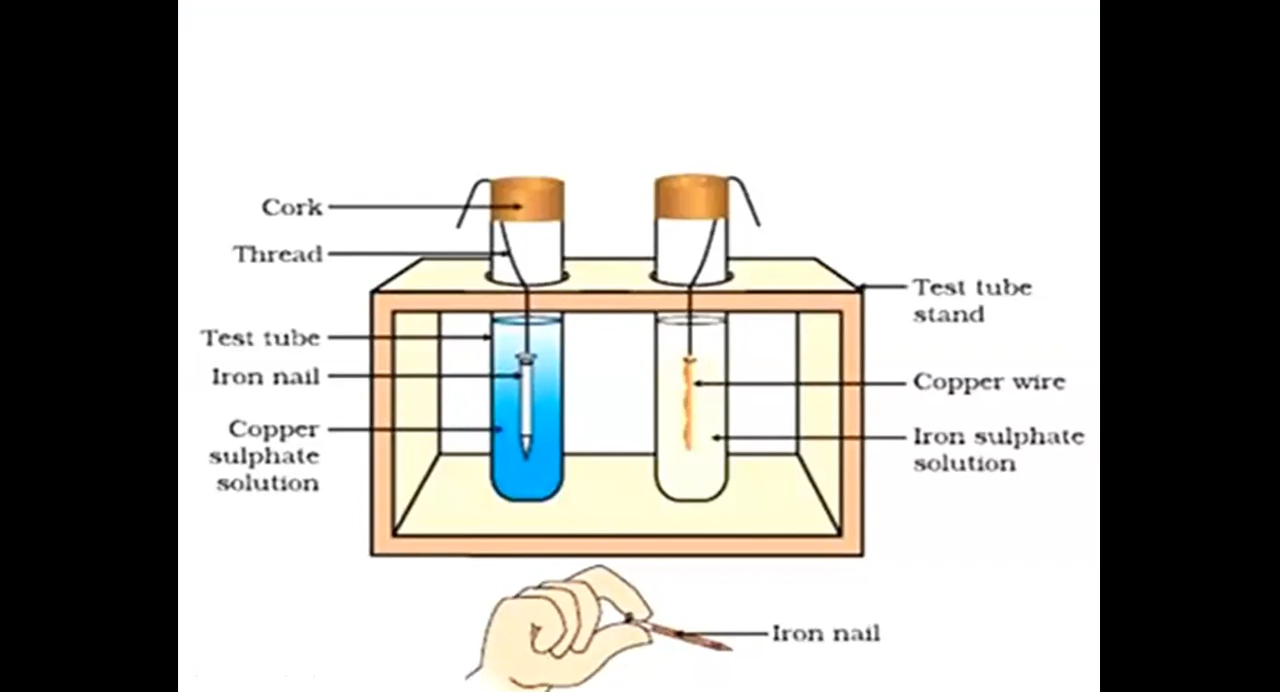 Cork
Thread
Test tube
Iron nail
Copper
sulphate
solution
Test tube
stand
Copper wire
Iron sulphate
solution
Iron nail